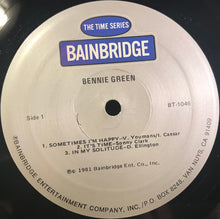 THE TIME SERIES
BAINBRIDGE
BENNIE GREEN
Side 1
BT-1046
1. SOMETIMES I'M HAPPY-V. Youmans/I. Caesar
2. IT'S TIME-Sonny Clark
3. IN MY SOLITUDE-D. Ellington
℗ © 1981 Bainbridge Ent. Co., Inc.
BAINBRIDGE ENTERTAINMENT COMPANY, INC./P.O. BOX 8248, VAN NUYS, CA 91409